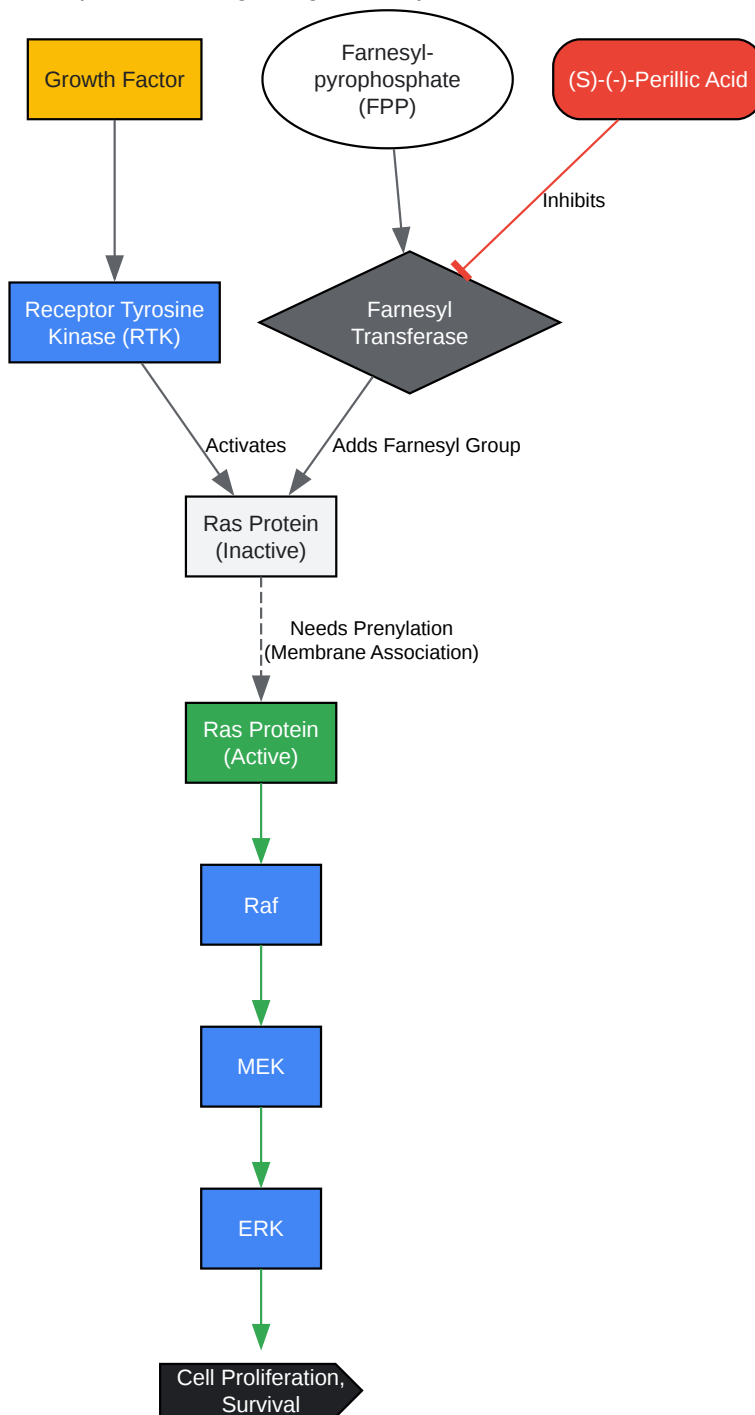 Growth Factor
Farnesyl-
pyrophosphate
(FPP)
(S)-(-)-Perillic Acid
Inhibits
Receptor Tyrosine
Kinase (RTK)
Farnesyl
Transferase
Activates
Adds Farnesyl Group
Ras Protein
(Inactive)
Needs Prenylation
(Membrane Association)
Ras Protein
(Active)
Raf
MEK
ERK
Cell Proliferation,
Survival